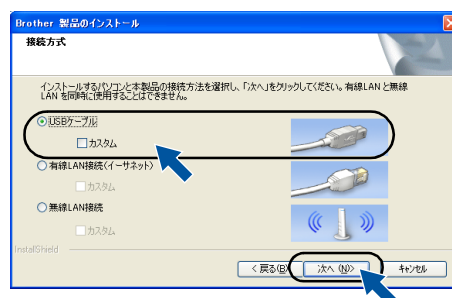 Brother 製品のインストール
接続方式
インストールするパソコンと本製品の接続方法を選択し、「次へ」をクリックしてください。有線LAN と無線
LAN を同時に使用することはできません。
USBケーブル
カスタム
有線LAN接続(イーサネット)
カスタム
無線LAN接続
カスタム
InstallShield
< 戻る(B) 次へ (N)> キャンセル